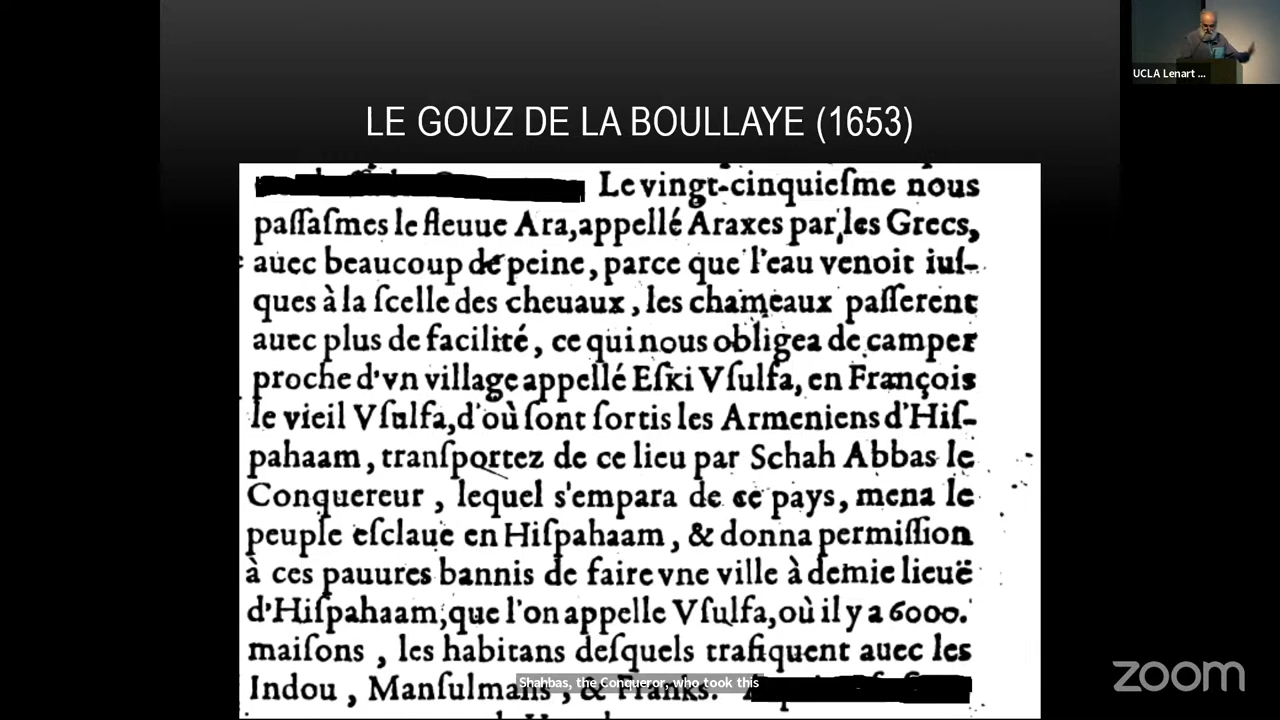 LE GOUZ DE LA BOULLAYE (1653)
UCLA Lenart ...
Le vingt-cinquieſme nous
paſſaſmes le fleuue Ara, appellé Araxes par les Grecs,
auec beaucoup de peine, parce que l'eau venoit iuſ-
ques à la ſcelle des cheuaux, les chameaux paſſerent
auec plus de facilité, ce qui nous obligea de camper
proche d'vn village appellé Eſki Vſulfa, en François
le vieil Vſulfa, d'où ſont ſortis les Armeniens d'Hiſ-
pahaam, tranſportez de ce lieu par Schah Abbas le
Conquereur, lequel s'empara de ce pays, mena le
peuple eſclaue en Hiſpahaam, & donna permiſſion
à ces pauures bannis de faire vne ville à demie lieuë
d'Hiſpahaam, que l'on appelle Vſulfa, où il y a 6000.
maiſons, les habitans deſquels trafiquent auec les
Indou, Manſulmans, & Franks.
Shahbas, the Conqueror, who took this
zoom